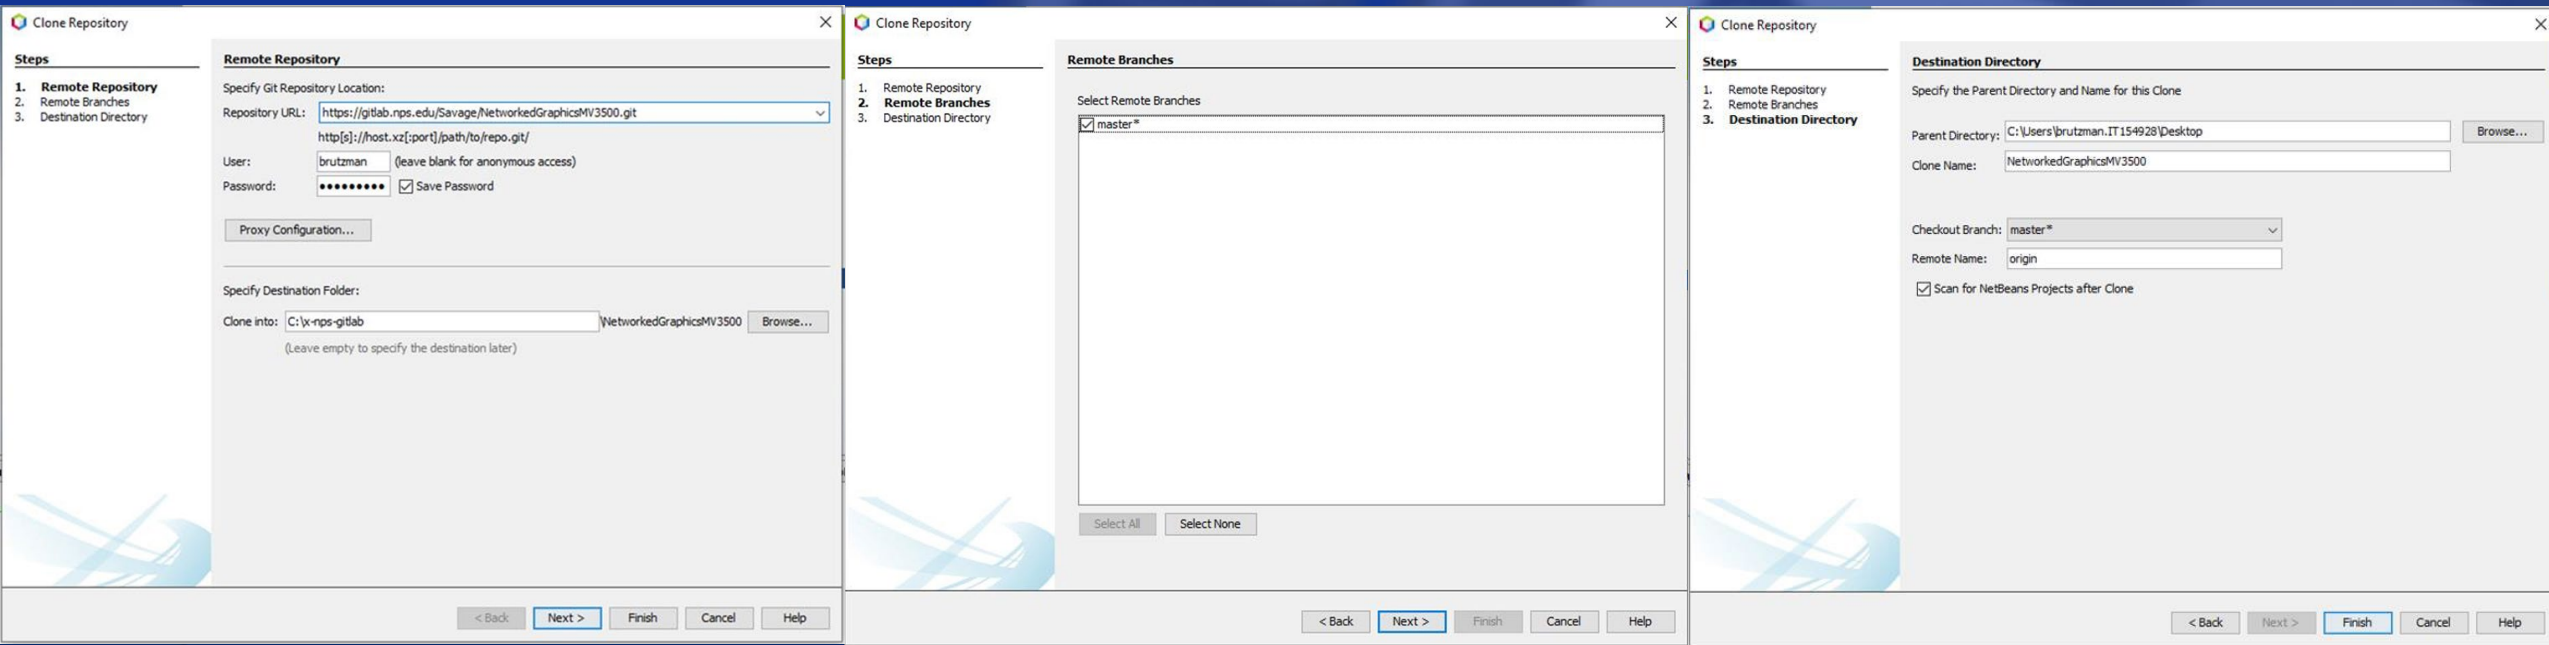 Clone Repository
Steps
1. Remote Repository
2. Remote Branches
3. Destination Directory
Remote Repository
Specify Git Repository Location:
Repository URL: https://gitlab.nps.edu/Savage/NetworkedGraphicsMV3500.git
http[s]://host.xz[:port]/path/to/repo.git/
User: brutzman (leave blank for anonymous access)
Password: ●●●●●●●●● Save Password
Proxy Configuration...
Specify Destination Folder:
Clone into: C:\x-nps-gitlab \NetworkedGraphicsMV3500 Browse...
(Leave empty to specify the destination later)
< Back Next > Finish Cancel Help
Clone Repository
Steps
1. Remote Repository
2. Remote Branches
3. Destination Directory
Remote Branches
Select Remote Branches
master*
Select All Select None
< Back Next > Finish Cancel Help
Clone Repository
Steps
1. Remote Repository
2. Remote Branches
3. Destination Directory
Destination Directory
Specify the Parent Directory and Name for this Clone
Parent Directory: C:\Users\brutzman.IT154928\Desktop Browse...
Clone Name: NetworkedGraphicsMV3500
Checkout Branch: master*
Remote Name: origin
Scan for NetBeans Projects after Clone
< Back Next > Finish Cancel Help